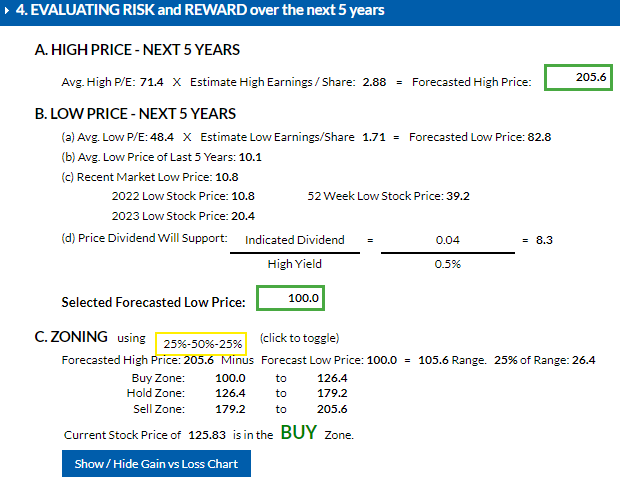 4. EVALUATING RISK and REWARD over the next 5 years
A. HIGH PRICE - NEXT 5 YEARS
Avg. High P/E: 71.4 X Estimate High Earnings / Share: 2.88 = Forecasted High Price: 205.6
B. LOW PRICE - NEXT 5 YEARS
(a) Avg. Low P/E: 48.4 X Estimate Low Earnings/Share 1.71 = Forecasted Low Price: 82.8
(b) Avg. Low Price of Last 5 Years: 10.1
(c) Recent Market Low Price: 10.8
2022 Low Stock Price: 10.8 52 Week Low Stock Price: 39.2
2023 Low Stock Price: 20.4
(d) Price Dividend Will Support: Indicated Dividend = 0.04 = 8.3
High Yield 0.5%
Selected Forecasted Low Price: 100.0
C. ZONING using 25%-50%-25% (click to toggle)
Forecasted High Price: 205.6 Minus Forecast Low Price: 100.0 = 105.6 Range. 25% of Range: 26.4
Buy Zone: 100.0 to 126.4
Hold Zone: 126.4 to 179.2
Sell Zone: 179.2 to 205.6
Current Stock Price of 125.83 is in the BUY Zone.
Show / Hide Gain vs Loss Chart